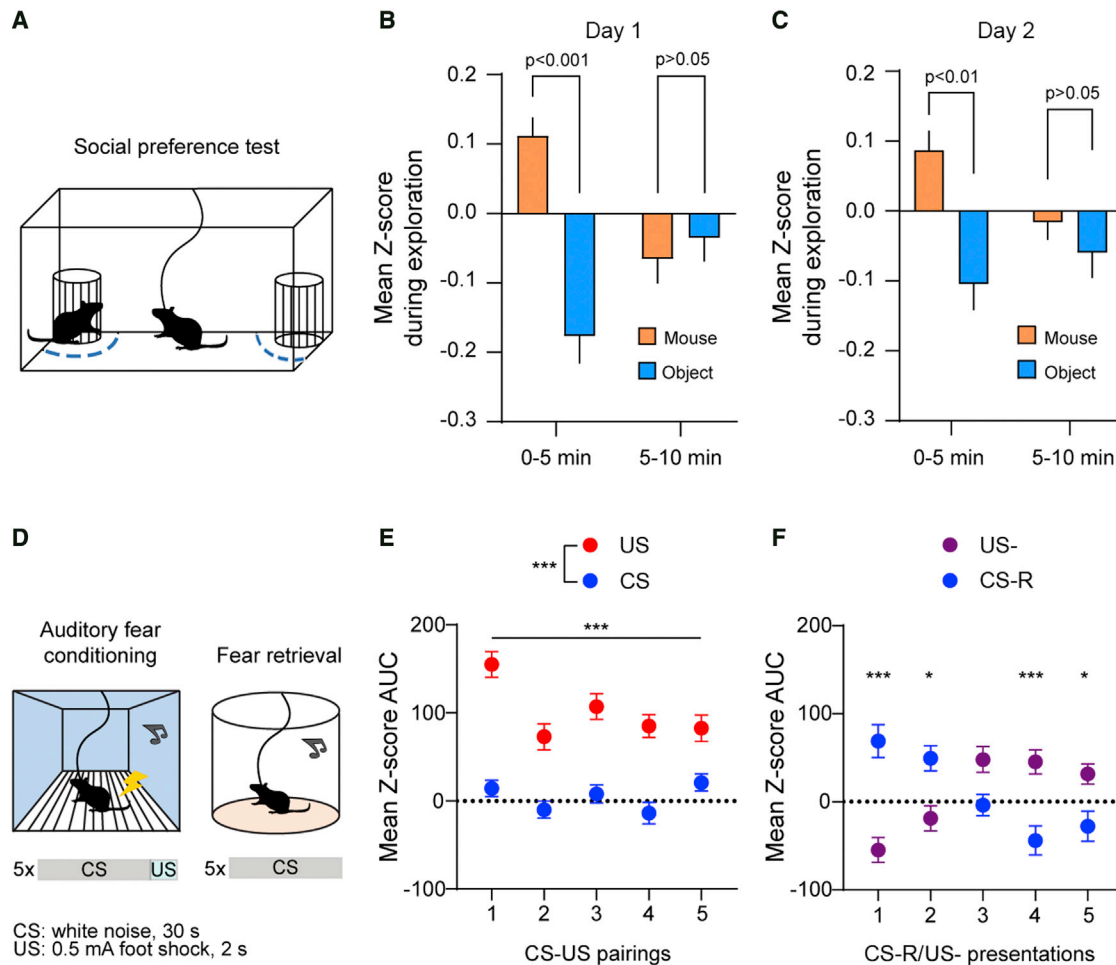 A
Social preference test
B
Day 1
p<0.001
p>0.05
0.2
0.1
0.0
-0.1
-0.2
-0.3
Mean Z-score
during exploration
Mouse
Object
0-5 min
5-10 min
C
Day 2
p<0.01
p>0.05
0.2
0.1
0.0
-0.1
-0.2
-0.3
Mean Z-score
during exploration
Mouse
Object
0-5 min
5-10 min
D
Auditory fear
conditioning
Fear retrieval
5x CS US
5x CS
CS: white noise, 30 s
US: 0.5 mA foot shock, 2 s
E
US
***
CS
***
200
100
0
-100
Mean Z-score AUC
1 2 3 4 5
CS-US pairings
F
US-
CS-R
*** * *** *
200
100
0
-100
Mean Z-score AUC
1 2 3 4 5
CS-R/US- presentations